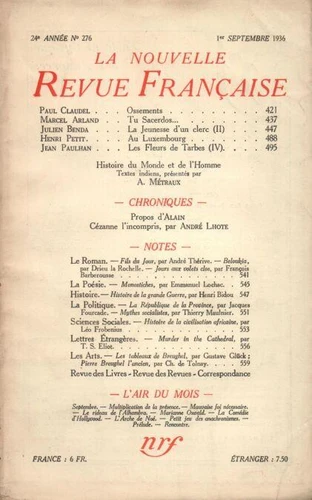 24e ANNÉE No 276 1er SEPTEMBRE 1936
LA NOUVELLE
REVUE FRANÇAISE
PAUL CLAUDEL . . . Ossements . . . . . . . . . 421
MARCEL ARLAND . . Tu Sacerdos... . . . . . . . 437
JULIEN BENDA . . . La Jeunesse d'un clerc (II) . . . 447
HENRI PETIT. . . . Au Luxembourg . . . . . . . 488
JEAN PAULHAN . . . Les Fleurs de Tarbes (IV). . . . 495
Histoire du Monde et de l'Homme
Textes indiens, présentés par
A. MÉTRAUX
— CHRONIQUES —
Propos d'ALAIN
Cézanne l'incompris, par ANDRÉ LHOTE
— NOTES —
Le Roman. — Fils du jour, par André Thérive. — Beloukia,
par Drieu la Rochelle. — Jours aux volets clos, par François
Barberousse . . . . . . . . . . . . 541
La Poésie. — Monostiches, par Emmanuel Lochac. . . 545
Histoire. — Histoire de la grande Guerre, par Henri Bidou 547
La Politique. — La République de la Province, par Jacques
Fourcade. — Mythes socialistes, par Thierry Maulnier. 551
Sciences Sociales. — Histoire de la civilisation africaine, par
Léo Frobenius . . . . . . . . . . . 553
Lettres Étrangères. — Murder in the Cathedral, par
T. S. Eliot. . . . . . . . . . . . . 556
Les Arts. — Les tableaux de Breughel, par Gustave Glück ;
Pierre Breughel l'ancien, par Ch. de Tolnay. . . . 559
Revue des Livres - Revue des Revues - Correspondance
— L'AIR DU MOIS —
Septembre. — Multiplication de la présence. — Mauvaise foi nécessaire.
— Le rideau de l'Alhambra. — Marianne Oswald. — La Comédie
d'Hollywood. — L'Arche de Noé. — Petit jeu des anachronismes. —
Prélude. — Rencontre.
nrf
FRANCE : 6 FR. ÉTRANGER : 7.50